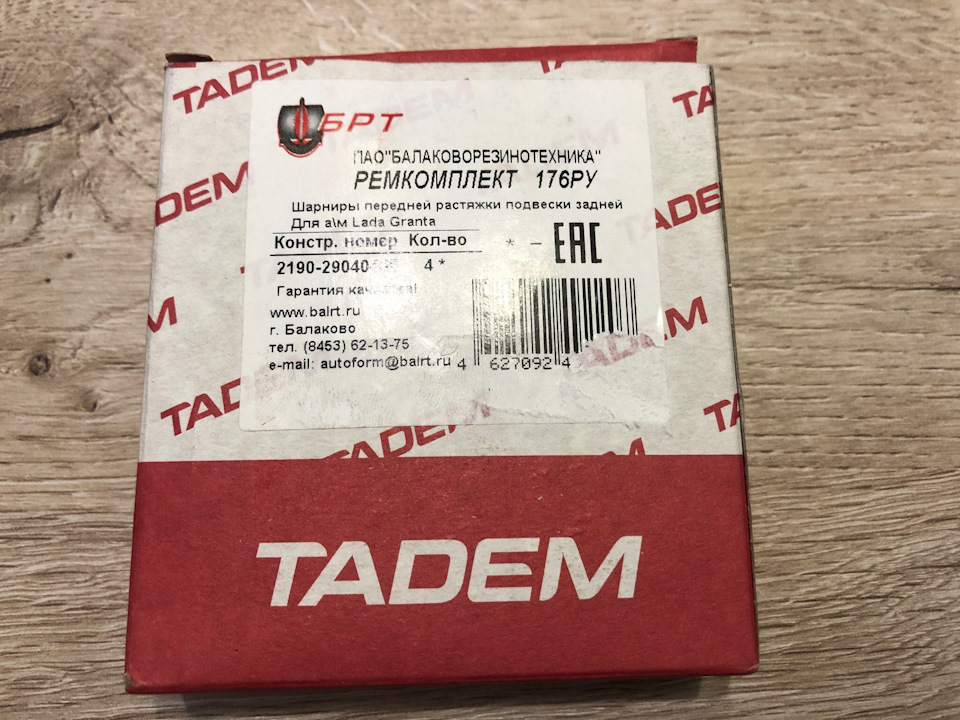 TADEM
TADEM
БРТ
ПАО"БАЛАКОВОРЕЗИНОТЕХНИКА"
РЕМКОМПЛЕКТ 176РУ
Шарниры передней растяжки подвески задней
Для а\м Lada Granta
Констр. номер Кол-во * - EAC
4 *
Гарантия
www.balrt.ru
г. Балаково
тел. (8453) 62-13-75
e-mail: autoform@balrt.ru
4 627092 4
TADEM
TADEM